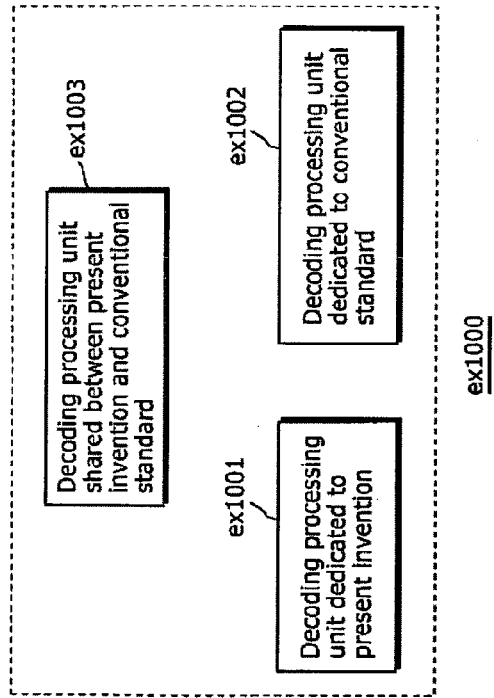 Decoding processing unit
shared between present
invention and conventional
standard
ex1003
ex1001
Decoding processing
unit dedicated to
present invention
ex1002
Decoding processing unit
dedicated to conventional
standard
ex1000